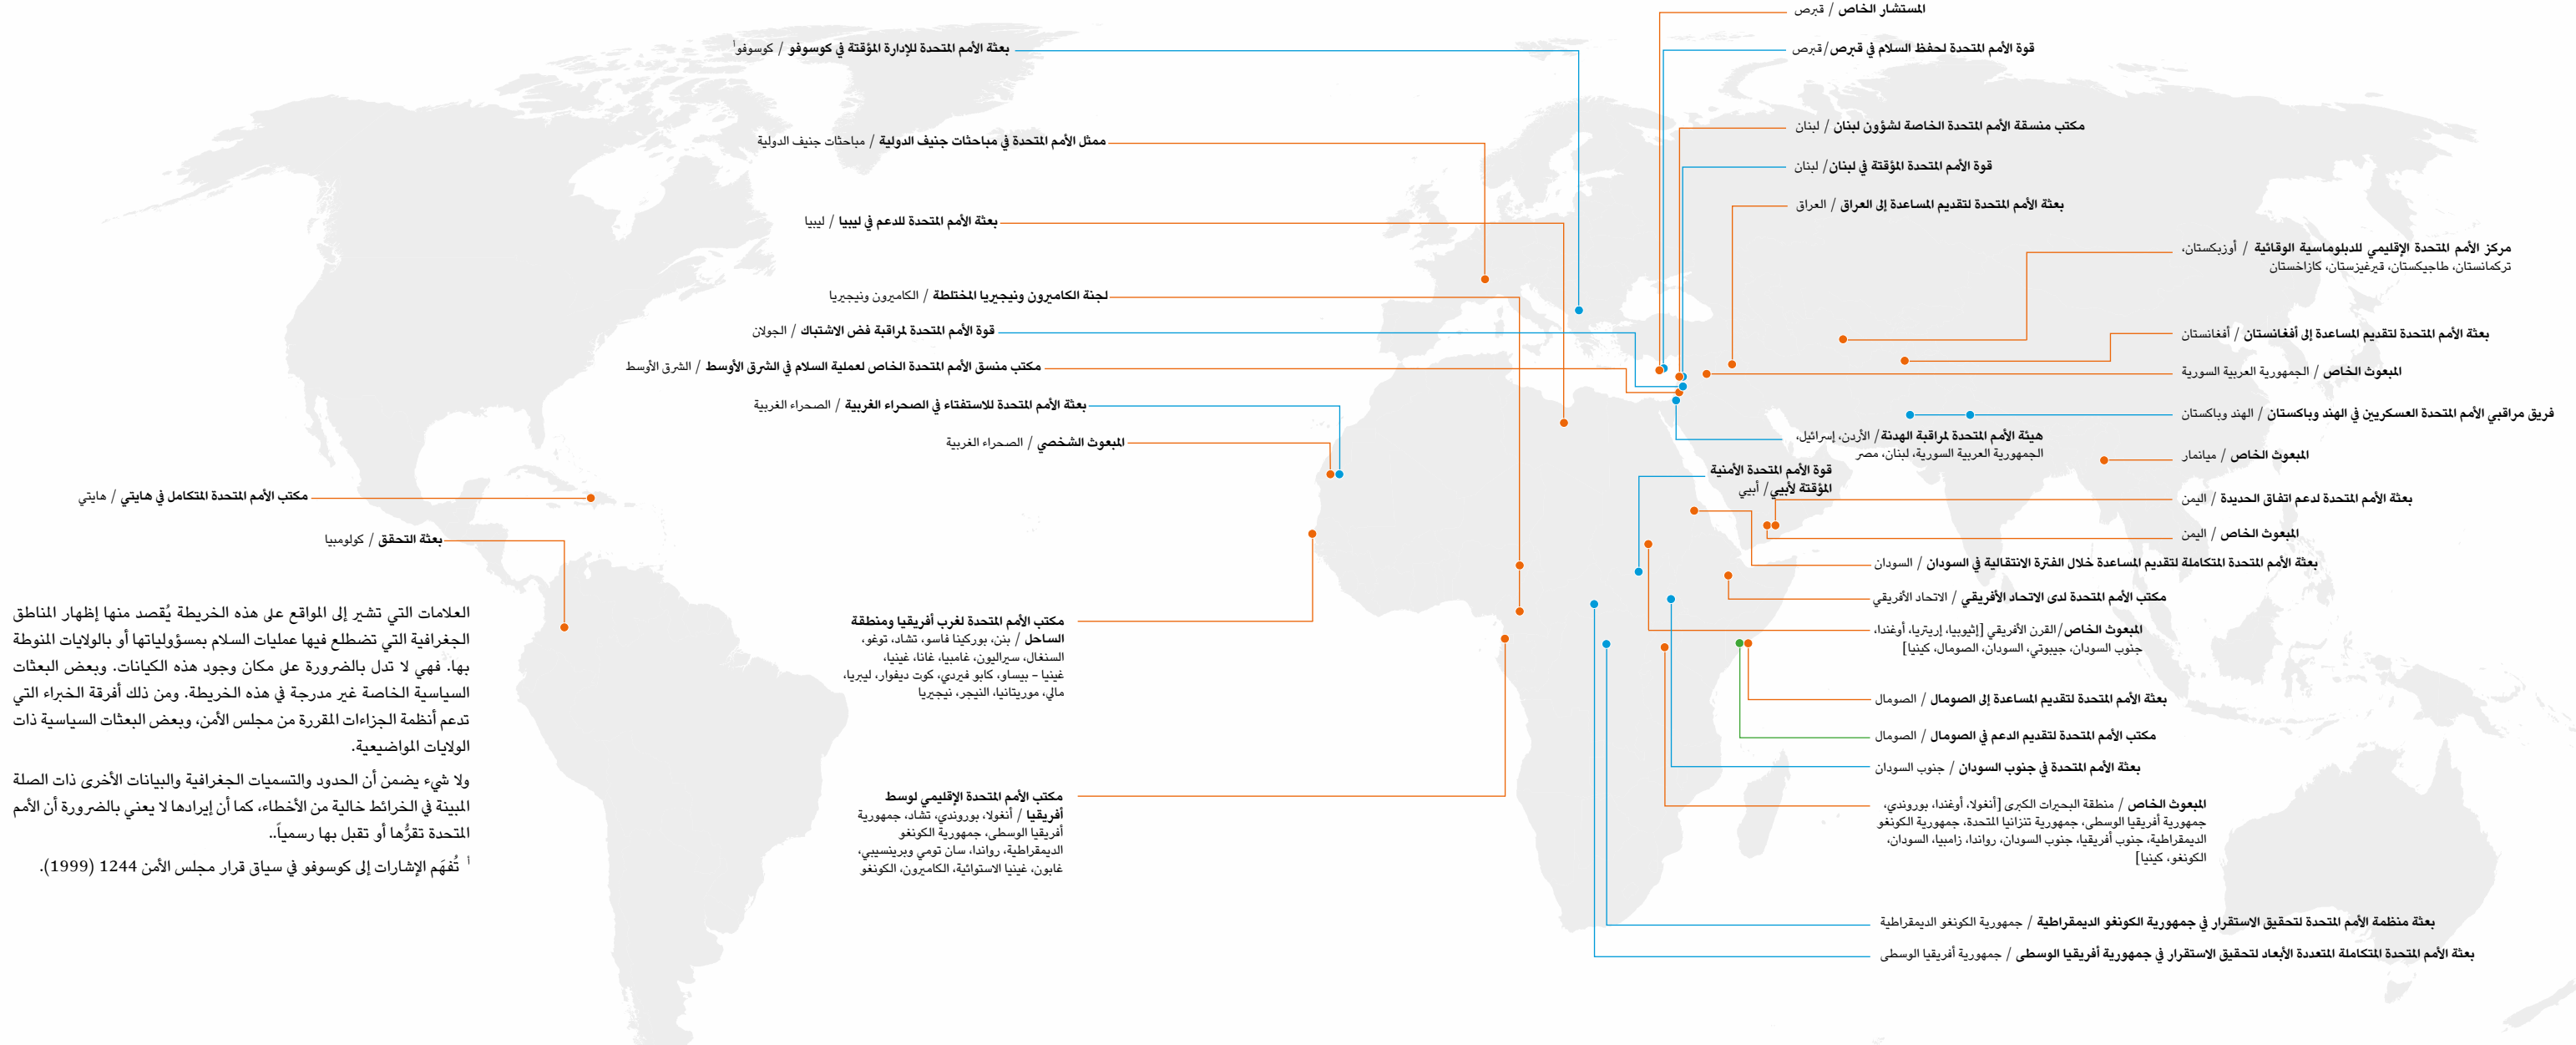 المستشار الخاص / قبرص
قوة الأمم المتحدة لحفظ السلام في قبرص/قبرص
مكتب منسقة الأمم المتحدة الخاصة لشؤون لبنان / لبنان
قوة الأمم المتحدة المؤقتة في لبنان/ لبنان
بعثة الأمم المتحدة لتقديم المساعدة إلى العراق / العراق
مركز الأمم المتحدة الإقليمي للدبلوماسية الوقائية / أوزبكستان،
تركمانستان، طاجيكستان، قيرغيزستان، كازاخستان
بعثة الأمم المتحدة لتقديم المساعدة إلى أفغانستان / أفغانستان
المبعوث الخاص / الجمهورية العربية السورية
فريق مراقبي الأمم المتحدة العسكريين في الهند وباكستان / الهند وباكستان
هيئة الأمم المتحدة لمراقبة الهدنة/ الأردن، إسرائيل،
الجمهورية العربية السورية، لبنان، مصر
المبعوث الخاص / ميانمار
قوة الأمم المتحدة الأمنية
المؤقتة لأبيي/ أبيي
بعثة الأمم المتحدة لدعم اتفاق الحديدة / اليمن
المبعوث الخاص / اليمن
بعثة الأمم المتحدة المتكاملة لتقديم المساعدة خلال الفترة الانتقالية في السودان / السودان
مكتب الأمم المتحدة لدى الاتحاد الأفريقي / الاتحاد الأفريقي
المبعوث الخاص/القرن الأفريقي [إثيوبيا، إريتريا، أوغندا،
جنوب السودان، جيبوتي، السودان، الصومال، كينيا]
بعثة الأمم المتحدة لتقديم المساعدة إلى الصومال / الصومال
مكتب الأمم المتحدة لتقديم الدعم في الصومال / الصومال
بعثة الأمم المتحدة في جنوب السودان / جنوب السودان
المبعوث الخاص / منطقة البحيرات الكبرى [أنغولا، أوغندا، بوروندي،
جمهورية أفريقيا الوسطى، جمهورية تنزانيا المتحدة، جمهورية الكونغو
الديمقراطية، جنوب أفريقيا، جنوب السودان، رواندا، زامبيا، السودان،
الكونغو، كينيا]
بعثة منظمة الأمم المتحدة لتحقيق الاستقرار في جمهورية الكونغو الديمقراطية / جمهورية الكونغو الديمقراطية
بعثة الأمم المتحدة المتكاملة المتعددة الأبعاد لتحقيق الاستقرار في جمهورية أفريقيا الوسطى / جمهورية أفريقيا الوسطى
بعثة الأمم المتحدة للإدارة المؤقتة في كوسوفو / كوسوفوأ
ممثل الأمم المتحدة في مباحثات جنيف الدولية / مباحثات جنيف الدولية
بعثة الأمم المتحدة للدعم في ليبيا / ليبيا
لجنة الكاميرون ونيجيريا المختلطة / الكاميرون ونيجيريا
قوة الأمم المتحدة لمراقبة فض الاشتباك / الجولان
مكتب منسق الأمم المتحدة الخاص لعملية السلام في الشرق الأوسط / الشرق الأوسط
بعثة الأمم المتحدة للاستفتاء في الصحراء الغربية / الصحراء الغربية
المبعوث الشخصي / الصحراء الغربية
مكتب الأمم المتحدة المتكامل في هايتي / هايتي
بعثة التحقق / كولومبيا
مكتب الأمم المتحدة لغرب أفريقيا ومنطقة
الساحل / بنن، بوركينا فاسو، تشاد، توغو،
السنغال، سيراليون، غامبيا، غانا، غينيا،
غينيا – بيساو، كابو فيردي، كوت ديفوار، ليبريا،
مالي، موريتانيا، النيجر، نيجيريا
مكتب الأمم المتحدة الإقليمي لوسط
أفريقيا / أنغولا، بوروندي، تشاد، جمهورية
أفريقيا الوسطى، جمهورية الكونغو
الديمقراطية، رواندا، سان تومي وبرينسيبي،
غابون، غينيا الاستوائية، الكاميرون، الكونغو
العلامات التي تشير إلى المواقع على هذه الخريطة يُقصد منها إظهار المناطق
الجغرافية التي تضطلع فيها عمليات السلام بمسؤولياتها أو بالولايات المنوطة
بها. فهي لا تدل بالضرورة على مكان وجود هذه الكيانات. وبعض البعثات
السياسية الخاصة غير مدرجة في هذه الخريطة. ومن ذلك أفرقة الخبراء التي
تدعم أنظمة الجزاءات المقررة من مجلس الأمن، وبعض البعثات السياسية ذات
الولايات المواضيعية.
ولا شيء يضمن أن الحدود والتسميات الجغرافية والبيانات الأخرى ذات الصلة
المبينة في الخرائط خالية من الأخطاء، كما أن إيرادها لا يعني بالضرورة أن الأمم
المتحدة تقرُّها أو تقبل بها رسمياً..
أ تُفهَم الإشارات إلى كوسوفو في سياق قرار مجلس الأمن 1244 (1999).